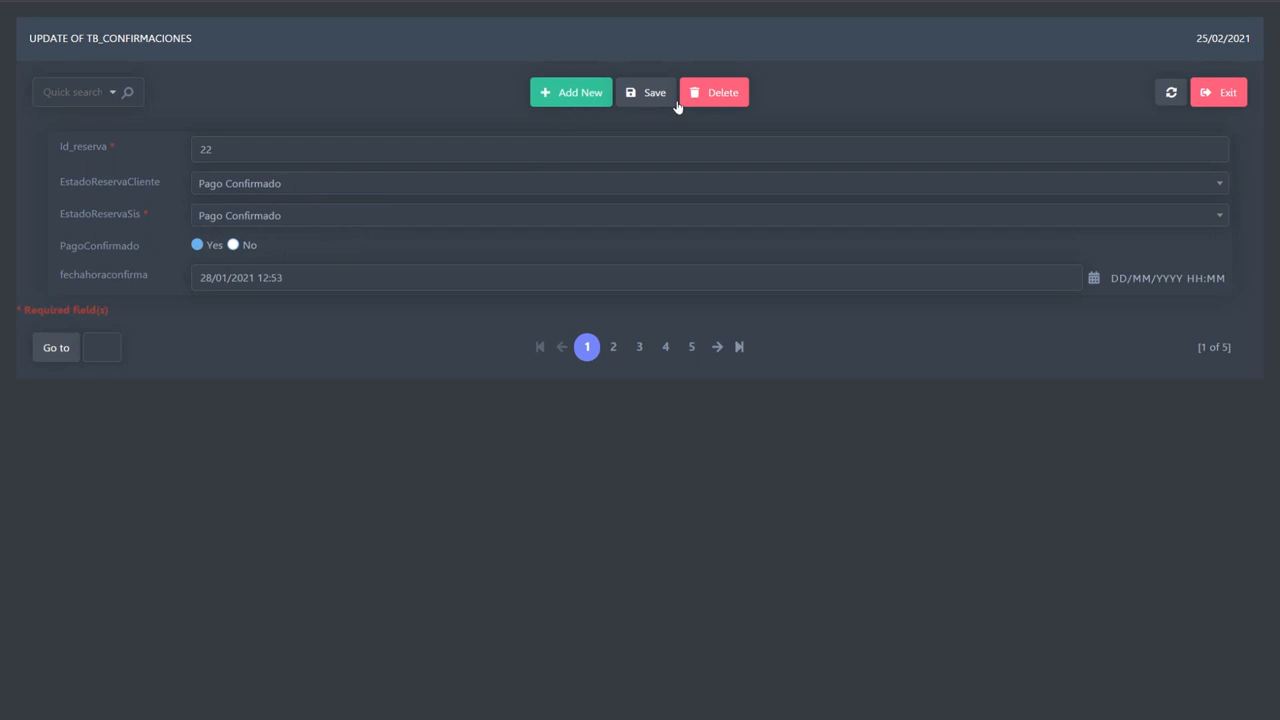 UPDATE OF TB_CONFIRMACIONES 25/02/2021
Quick search Add New Save Delete Exit
Id_reserva * 22
EstadoReservaCliente Pago Confirmado
EstadoReservaSis * Pago Confirmado
PagoConfirmado Yes No
fechahoraconfirma 28/01/2021 12:53 DD/MM/YYYY HH:MM
* Required field(s)
Go to 1 2 3 4 5 [1 of 5]